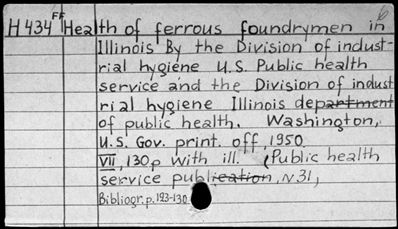 H434 FF Health of ferrous foundrymen in
Illinois By the Division of indust-
rial hygiene U.S. Public health
service and the Division of indust
rial hygiene Illinois department
of public health. Washington,
U.S. Gov. print. off, 1950
VII, 130p with ill. (Public health
service publication, N31,
Bibliogr.p. 123-130